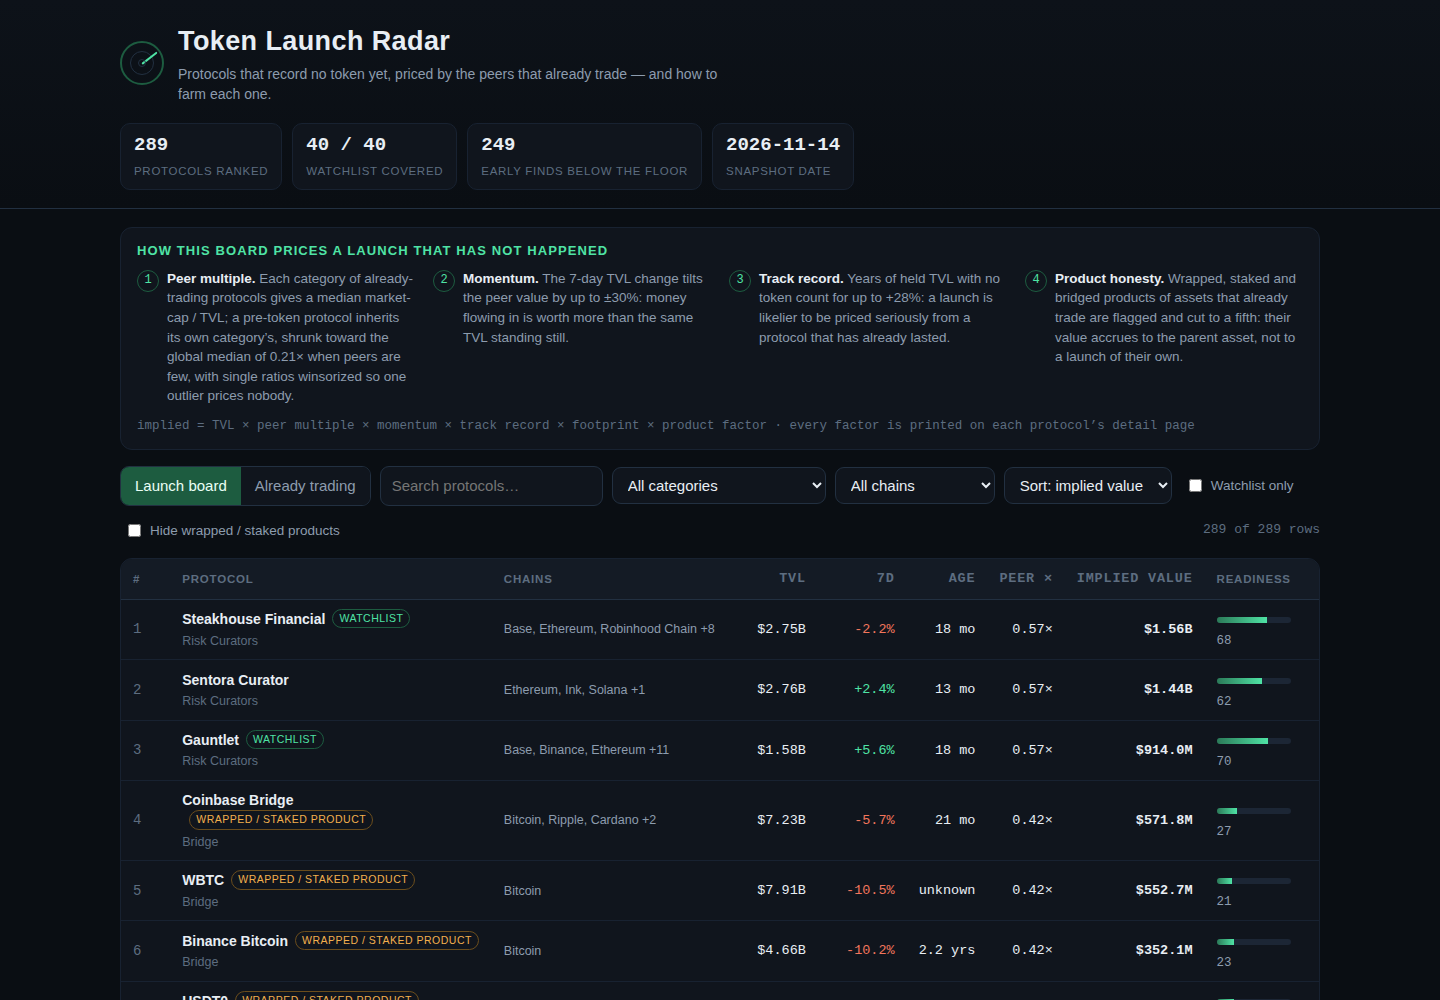 Token Launch Radar
Protocols that record no token yet, priced by the peers that already trade — and how to
farm each one.
289
PROTOCOLS RANKED
40 / 40
WATCHLIST COVERED
249
EARLY FINDS BELOW THE FLOOR
2026-11-14
SNAPSHOT DATE
HOW THIS BOARD PRICES A LAUNCH THAT HAS NOT HAPPENED
1
Peer multiple. Each category of already-
trading protocols gives a median market-
cap / TVL; a pre-token protocol inherits
its own category’s, shrunk toward the
global median of 0.21× when peers are
few, with single ratios winsorized so one
outlier prices nobody.
2
Momentum. The 7-day TVL change tilts
the peer value by up to ±30%: money
flowing in is worth more than the same
TVL standing still.
3
Track record. Years of held TVL with no
token count for up to +28%: a launch is
likelier to be priced seriously from a
protocol that has already lasted.
4
Product honesty. Wrapped, staked and
bridged products of assets that already
trade are flagged and cut to a fifth: their
value accrues to the parent asset, not to
a launch of their own.
implied = TVL × peer multiple × momentum × track record × footprint × product factor · every factor is printed on each protocol’s detail page
Launch board
Already trading
Search protocols…
All categories
All chains
Sort: implied value
Watchlist only
Hide wrapped / staked products
289 of 289 rows
# PROTOCOL CHAINS TVL 7D AGE PEER × IMPLIED VALUE READINESS
1 Steakhouse Financial WATCHLIST Base, Ethereum, Robinhood Chain +8 $2.75B -2.2% 18 mo 0.57× $1.56B
Risk Curators 68
2 Sentora Curator Ethereum, Ink, Solana +1 $2.76B +2.4% 13 mo 0.57× $1.44B
Risk Curators 62
3 Gauntlet WATCHLIST Base, Binance, Ethereum +11 $1.58B +5.6% 18 mo 0.57× $914.0M
Risk Curators 70
Coinbase Bridge
4 WRAPPED / STAKED PRODUCT Bitcoin, Ripple, Cardano +2 $7.23B -5.7% 21 mo 0.42× $571.8M
Bridge 27
5 WBTC WRAPPED / STAKED PRODUCT Bitcoin $7.91B -10.5% unknown 0.42× $552.7M
Bridge 21
6 Binance Bitcoin WRAPPED / STAKED PRODUCT Bitcoin $4.66B -10.2% 2.2 yrs 0.42× $352.1M
Bridge 23
USDT0 WRAPPED / STAKED PRODUCT